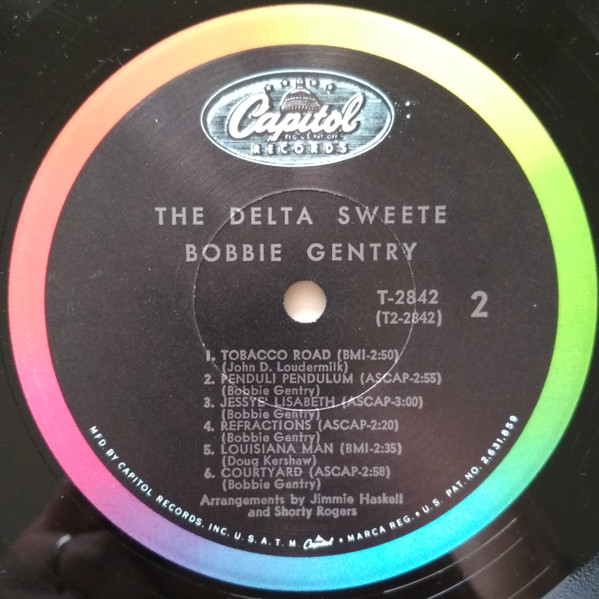 Capitol
RECORDS
THE DELTA SWEETE
BOBBIE GENTRY
T-2842
(T2-2842)
2
1. TOBACCO ROAD (BMI-2:50)
(John D. Loudermilk)
2. PENDULI PENDULUM (ASCAP-2:55)
(Bobbie Gentry)
3. JESSYE' LISABETH (ASCAP-3:00)
(Bobbie Gentry)
4. REFRACTIONS (ASCAP-2:20)
(Bobbie Gentry)
5. LOUISIANA MAN (BMI-2:35)
(Doug Kershaw)
6. COURTYARD (ASCAP-2:58)
(Bobbie Gentry)
Arrangements by Jimmie Haskell
and Shorty Rogers
MFD BY CAPITOL RECORDS, INC. U.S.A. T.M. Capitol • MARCA REG. • U.S. PAT. NO. 2,631,859